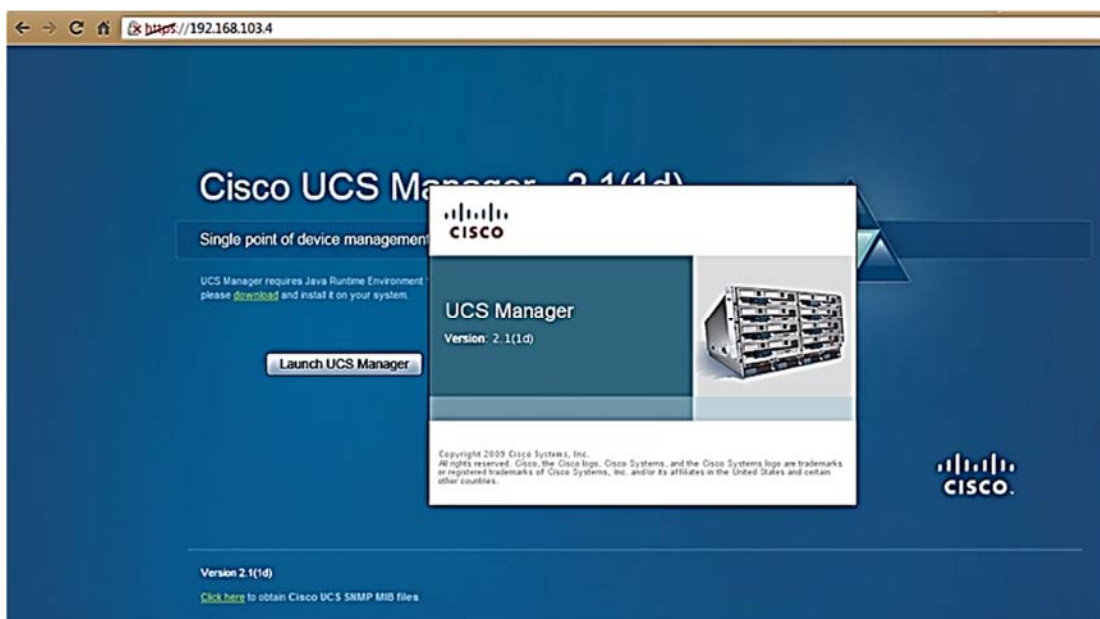 https://192.168.103.4
Cisco UCS Manager - 2.1(1d)
Single point of device management
UCS Manager requires Java Runtime Environment
please download and install it on your system.
Launch UCS Manager
CISCO
UCS Manager
Version: 2.1(1d)
Copyright 2009 Cisco Systems, Inc.
All rights reserved. Cisco, the Cisco logo, Cisco Systems, and the Cisco Systems logo are trademarks
or registered trademarks of Cisco Systems, Inc. and/or its affiliates in the United States and certain
other countries.
CISCO.
Version 2.1(1d)
Click here to obtain Cisco UCS SNMP MIB files